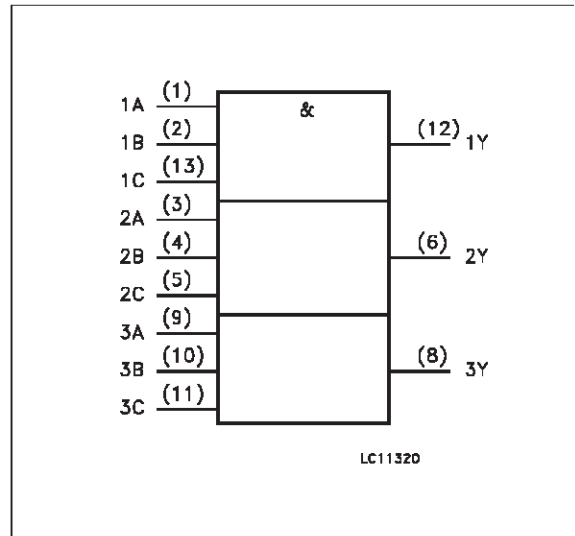 1A (1)
&
1B (2)
(12) 1Y
1C (13)
2A (3)
2B (4)
(6) 2Y
2C (5)
3A (9)
3B (10)
(8) 3Y
3C (11)
LC11320